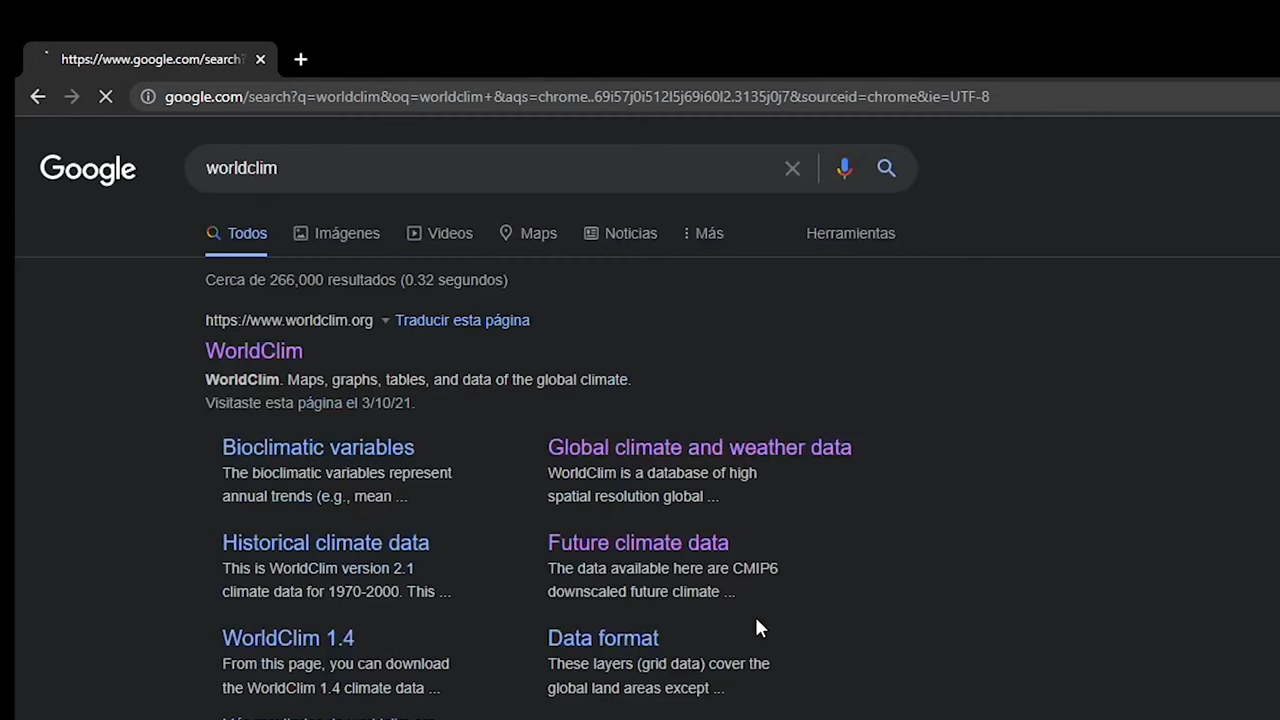 https://www.google.com/search?
google.com/search?q=worldclim&oq=worldclim+&aqs=chrome..69i57j0i512l5j69i60l2.3135j0j7&sourceid=chrome&ie=UTF-8
Google
worldclim
Todos Imágenes Videos Maps Noticias Más Herramientas
Cerca de 266,000 resultados (0.32 segundos)
https://www.worldclim.org Traducir esta página
WorldClim
WorldClim. Maps, graphs, tables, and data of the global climate.
Visitaste esta página el 3/10/21.
Bioclimatic variables
The bioclimatic variables represent
annual trends (e.g., mean ...
Global climate and weather data
WorldClim is a database of high
spatial resolution global ...
Historical climate data
This is WorldClim version 2.1
climate data for 1970-2000. This ...
Future climate data
The data available here are CMIP6
downscaled future climate ...
WorldClim 1.4
From this page, you can download
the WorldClim 1.4 climate data ...
Data format
These layers (grid data) cover the
global land areas except ...